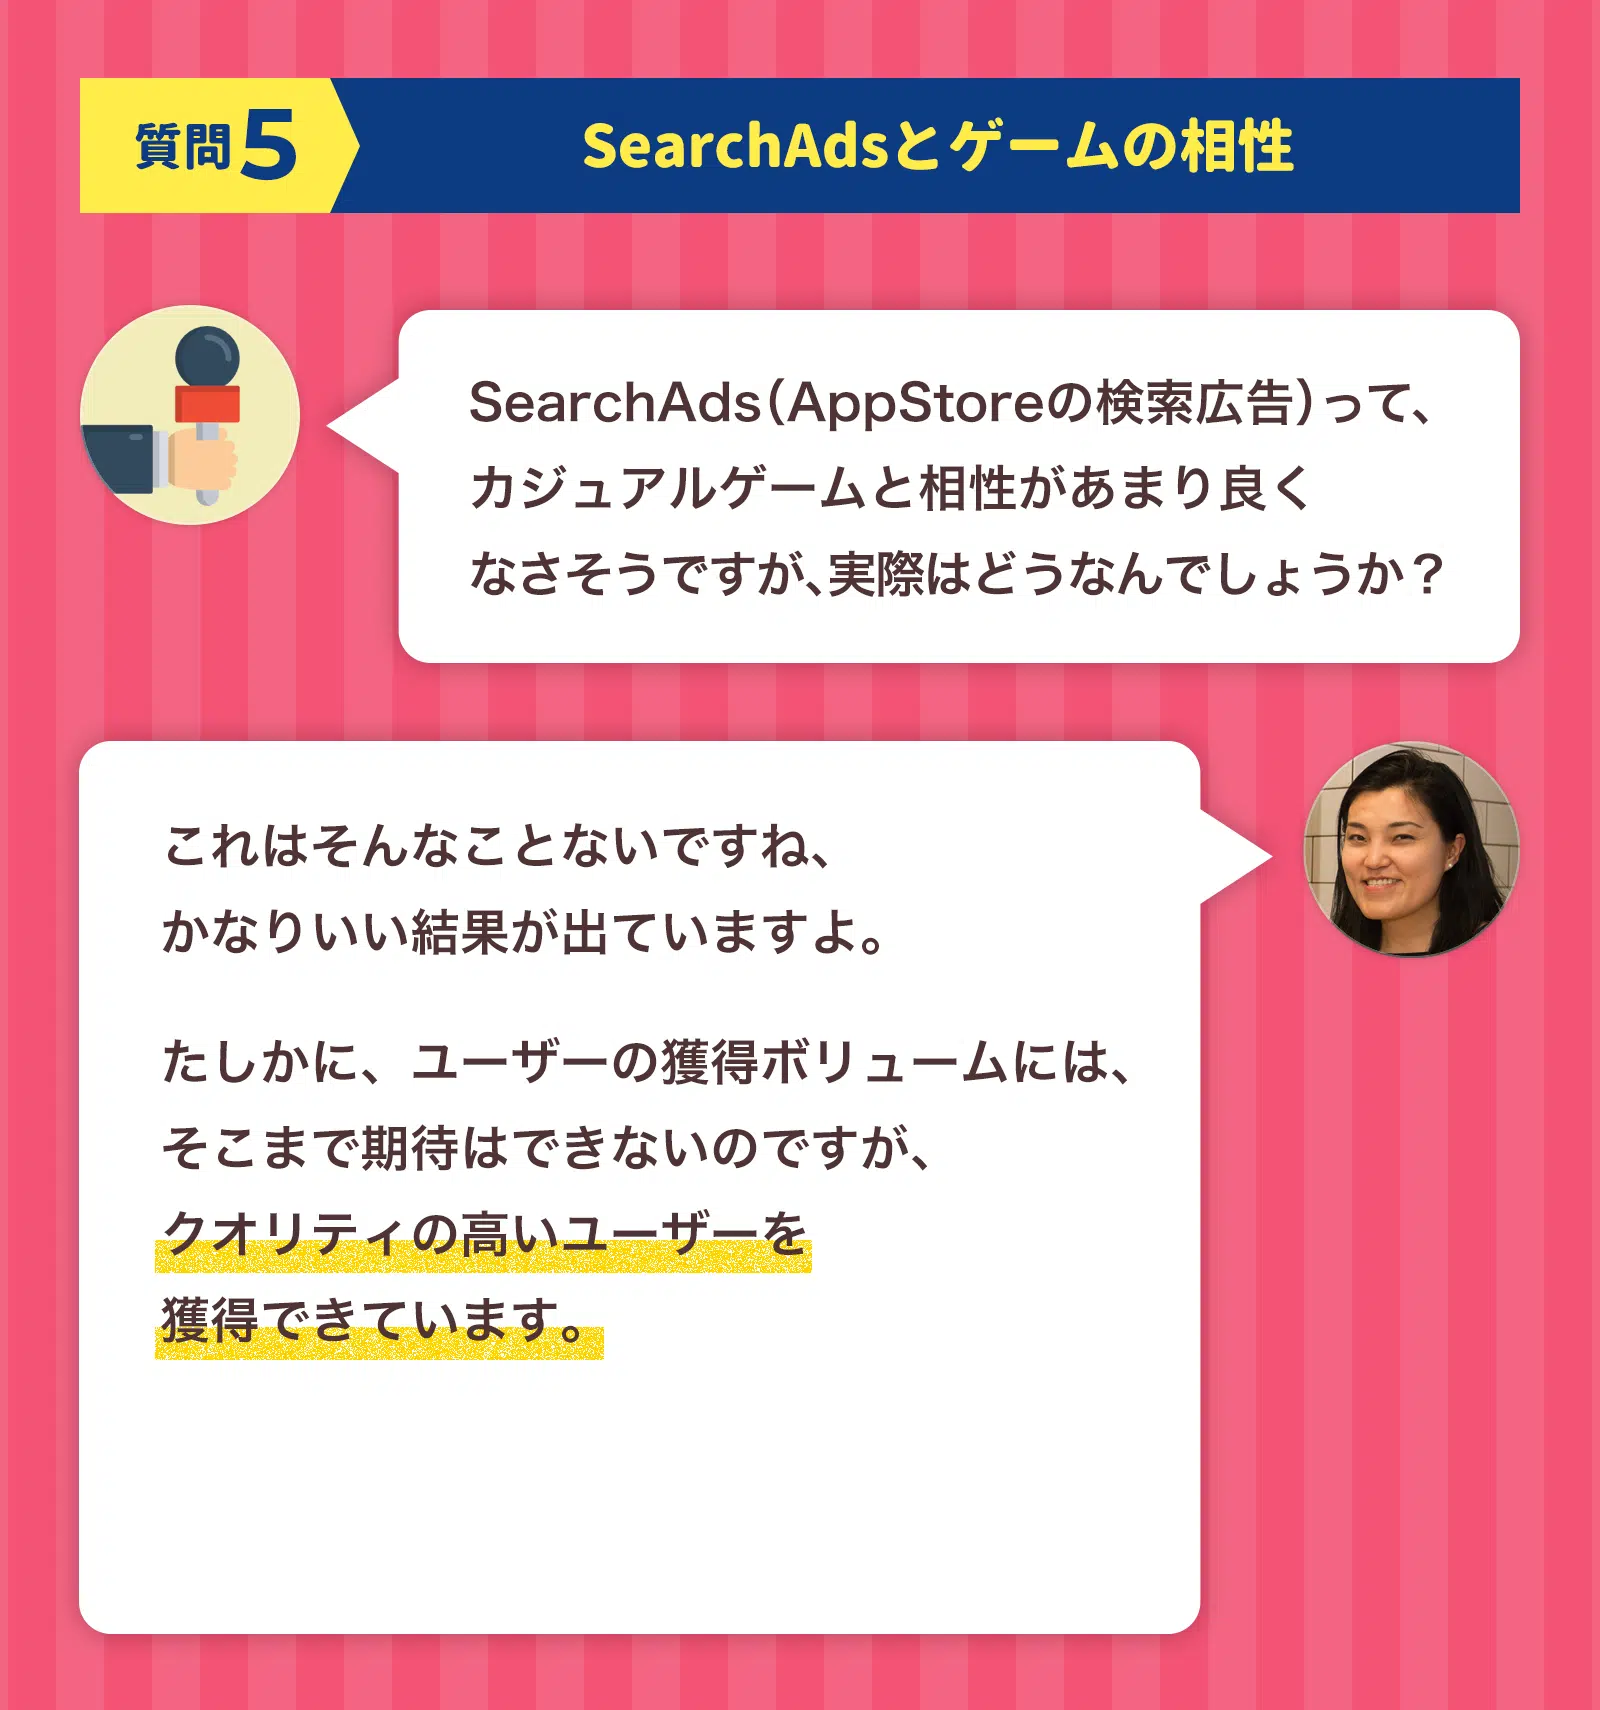 質問5
SearchAdsとゲームの相性
SearchAds（AppStoreの検索広告）って、
カジュアルゲームと相性があまり良く
なさそうですが、実際はどうなんでしょうか？
これはそんなことないですね、
かなりいい結果が出ていますよ。
たしかに、ユーザーの獲得ボリュームには、
そこまで期待はできないのですが、
クオリティの高いユーザーを
獲得できています。